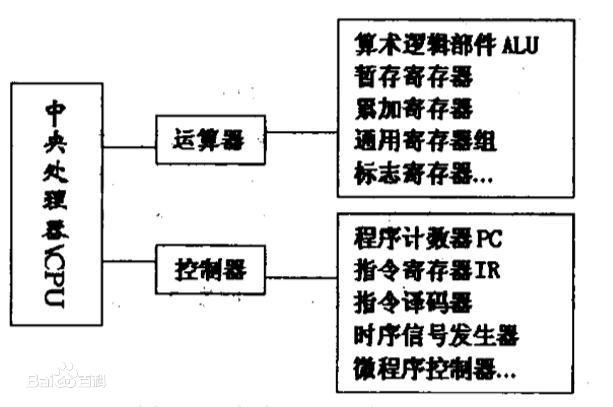 中央处理器\CPU
运算器
算术逻辑部件ALU
暂存寄存器
累加寄存器
通用寄存器组
标志寄存器...
控制器
程序计数器PC
指令寄存器IR
指令译码器
时序信号发生器
微程序控制器...
Bai百科